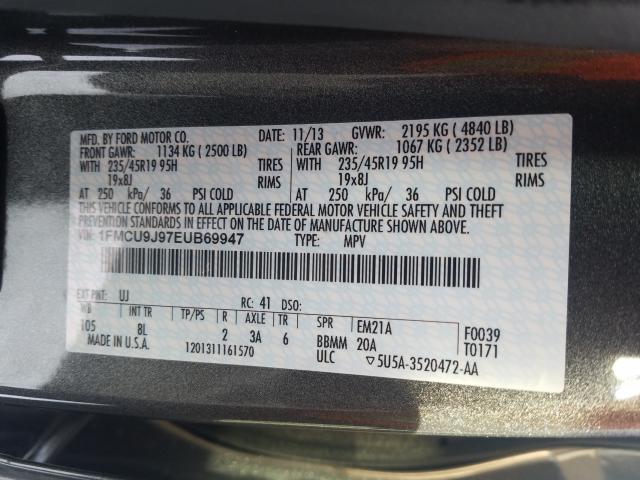 MFD. BY FORD MOTOR CO. DATE: 11/13 GVWR: 2195 KG ( 4840 LB)
FRONT GAWR: 1134 KG ( 2500 LB) REAR GAWR: 1067 KG ( 2352 LB)
WITH 235/45R19 95H TIRES WITH 235/45R19 95H TIRES
19x8J RIMS 19x8J RIMS
AT 250 kPa/ 36 PSI COLD AT 250 kPa/ 36 PSI COLD
THIS VEHICLE CONFORMS TO ALL APPLICABLE FEDERAL MOTOR VEHICLE SAFETY AND THEFT
PREVENTION STANDARDS IN EFFECT ON THE DATE OF MANUFACTURE SHOWN ABOVE.
VIN: 1FMCU9J97EUB69947 TYPE: MPV
EXT PNT: UJ RC: 41 DSO:
WB INT TR TP/PS R AXLE TR SPR EM21A F0039
105 8L 2 3A 6 BBMM 20A T0171
MADE IN U.S.A. 1201311161570 ULC ▽5U5A-3520472-AA